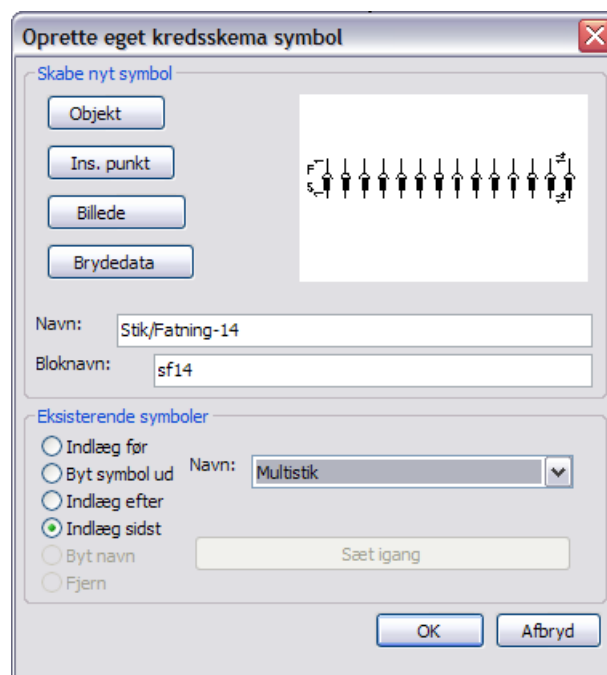 Oprette eget kredsskema symbol
Skabe nyt symbol
Objekt
Ins. punkt
Billede
Brydedata
Navn: Stik/Fatning-14
Bloknavn: sf14
Eksisterende symboler
Indlæg før
Byt symbol ud
Navn: Multistik
Indlæg efter
Indlæg sidst
Byt navn
Sæt igang
Fjern
OK Afbryd